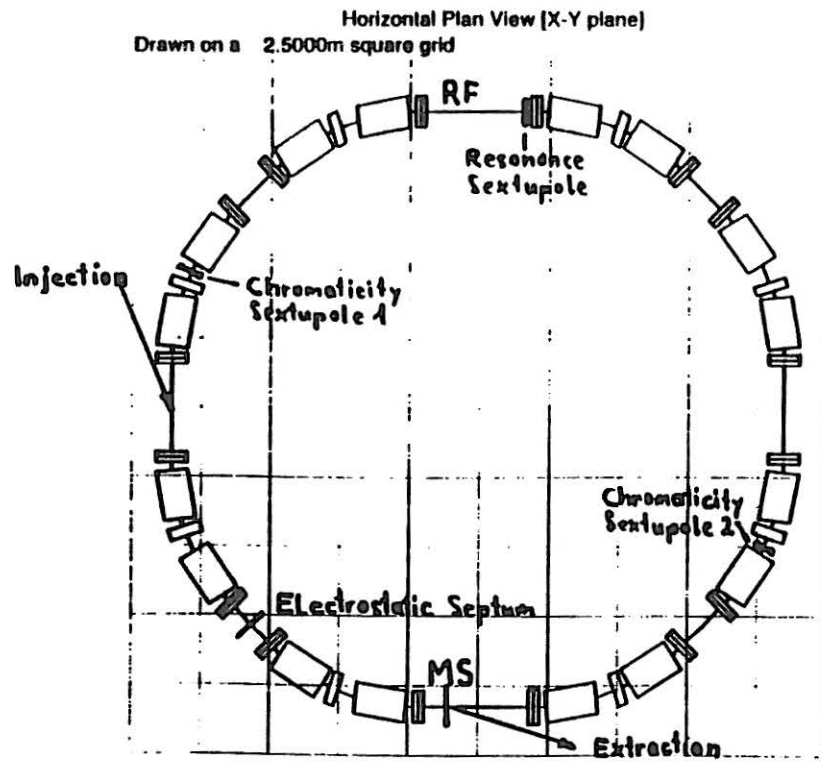 Horizontal Plan View [X-Y plane]
Drawn on a 2.5000m square grid
RF
Resonance
Sextupole
Injection
Chromaticity
Sextupole 1
Chromaticity
Sextupole 2
Electrostatic Septum
MS
Extraction